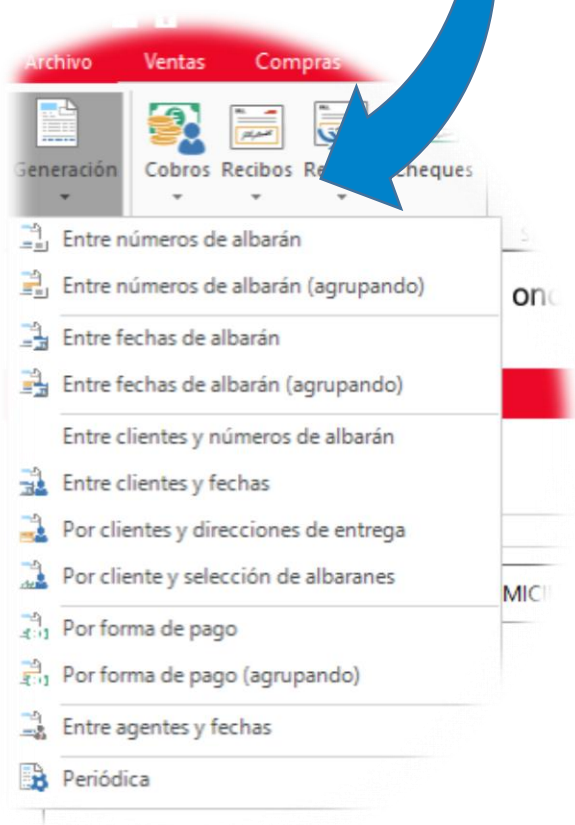 Archivo Ventas Compras
Generación Cobros Recibos Cheques
Entre números de albarán
Entre números de albarán (agrupando)
Entre fechas de albarán
Entre fechas de albarán (agrupando)
Entre clientes y números de albarán
Entre clientes y fechas
Por clientes y direcciones de entrega
Por cliente y selección de albaranes
Por forma de pago
Por forma de pago (agrupando)
Entre agentes y fechas
Periódica